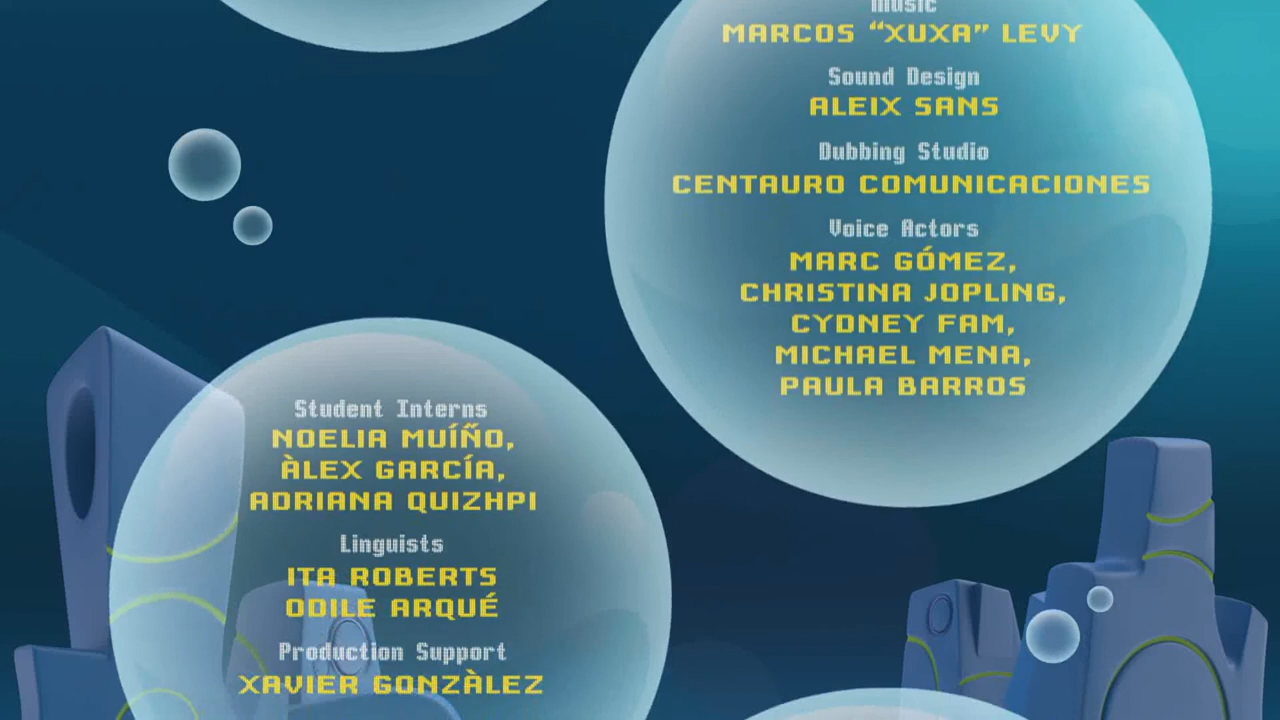 Music
MARCOS “XUXA” LEVY
Sound Design
ALEIX SANS
Dubbing Studio
CENTAURO COMUNICACIONES
Voice Actors
MARC GÓMEZ,
CHRISTINA JOPLING,
CYDNEY FAM,
MICHAEL MENA,
PAULA BARROS
Student Interns
NOELIA MUÍÑO,
ÀLEX GARCÍA,
ADRIANA QUIZHPI
Linguists
ITA ROBERTS
ODILE ARQUÉ
Production Support
XAVIER GONZÀLEZ